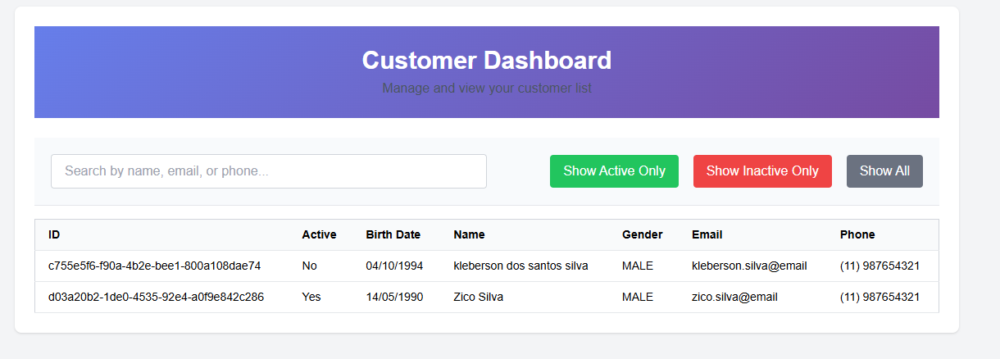 Customer Dashboard
Manage and view your customer list
Search by name, email, or phone... Show Active Only Show Inactive Only Show All
ID Active Birth Date Name Gender Email Phone
c755e5f6-f90a-4b2e-bee1-800a108dae74 No 04/10/1994 kleberson dos santos silva MALE kleberson.silva@email (11) 987654321
d03a20b2-1de0-4535-92e4-a0f9e842c286 Yes 14/05/1990 Zico Silva MALE zico.silva@email (11) 987654321